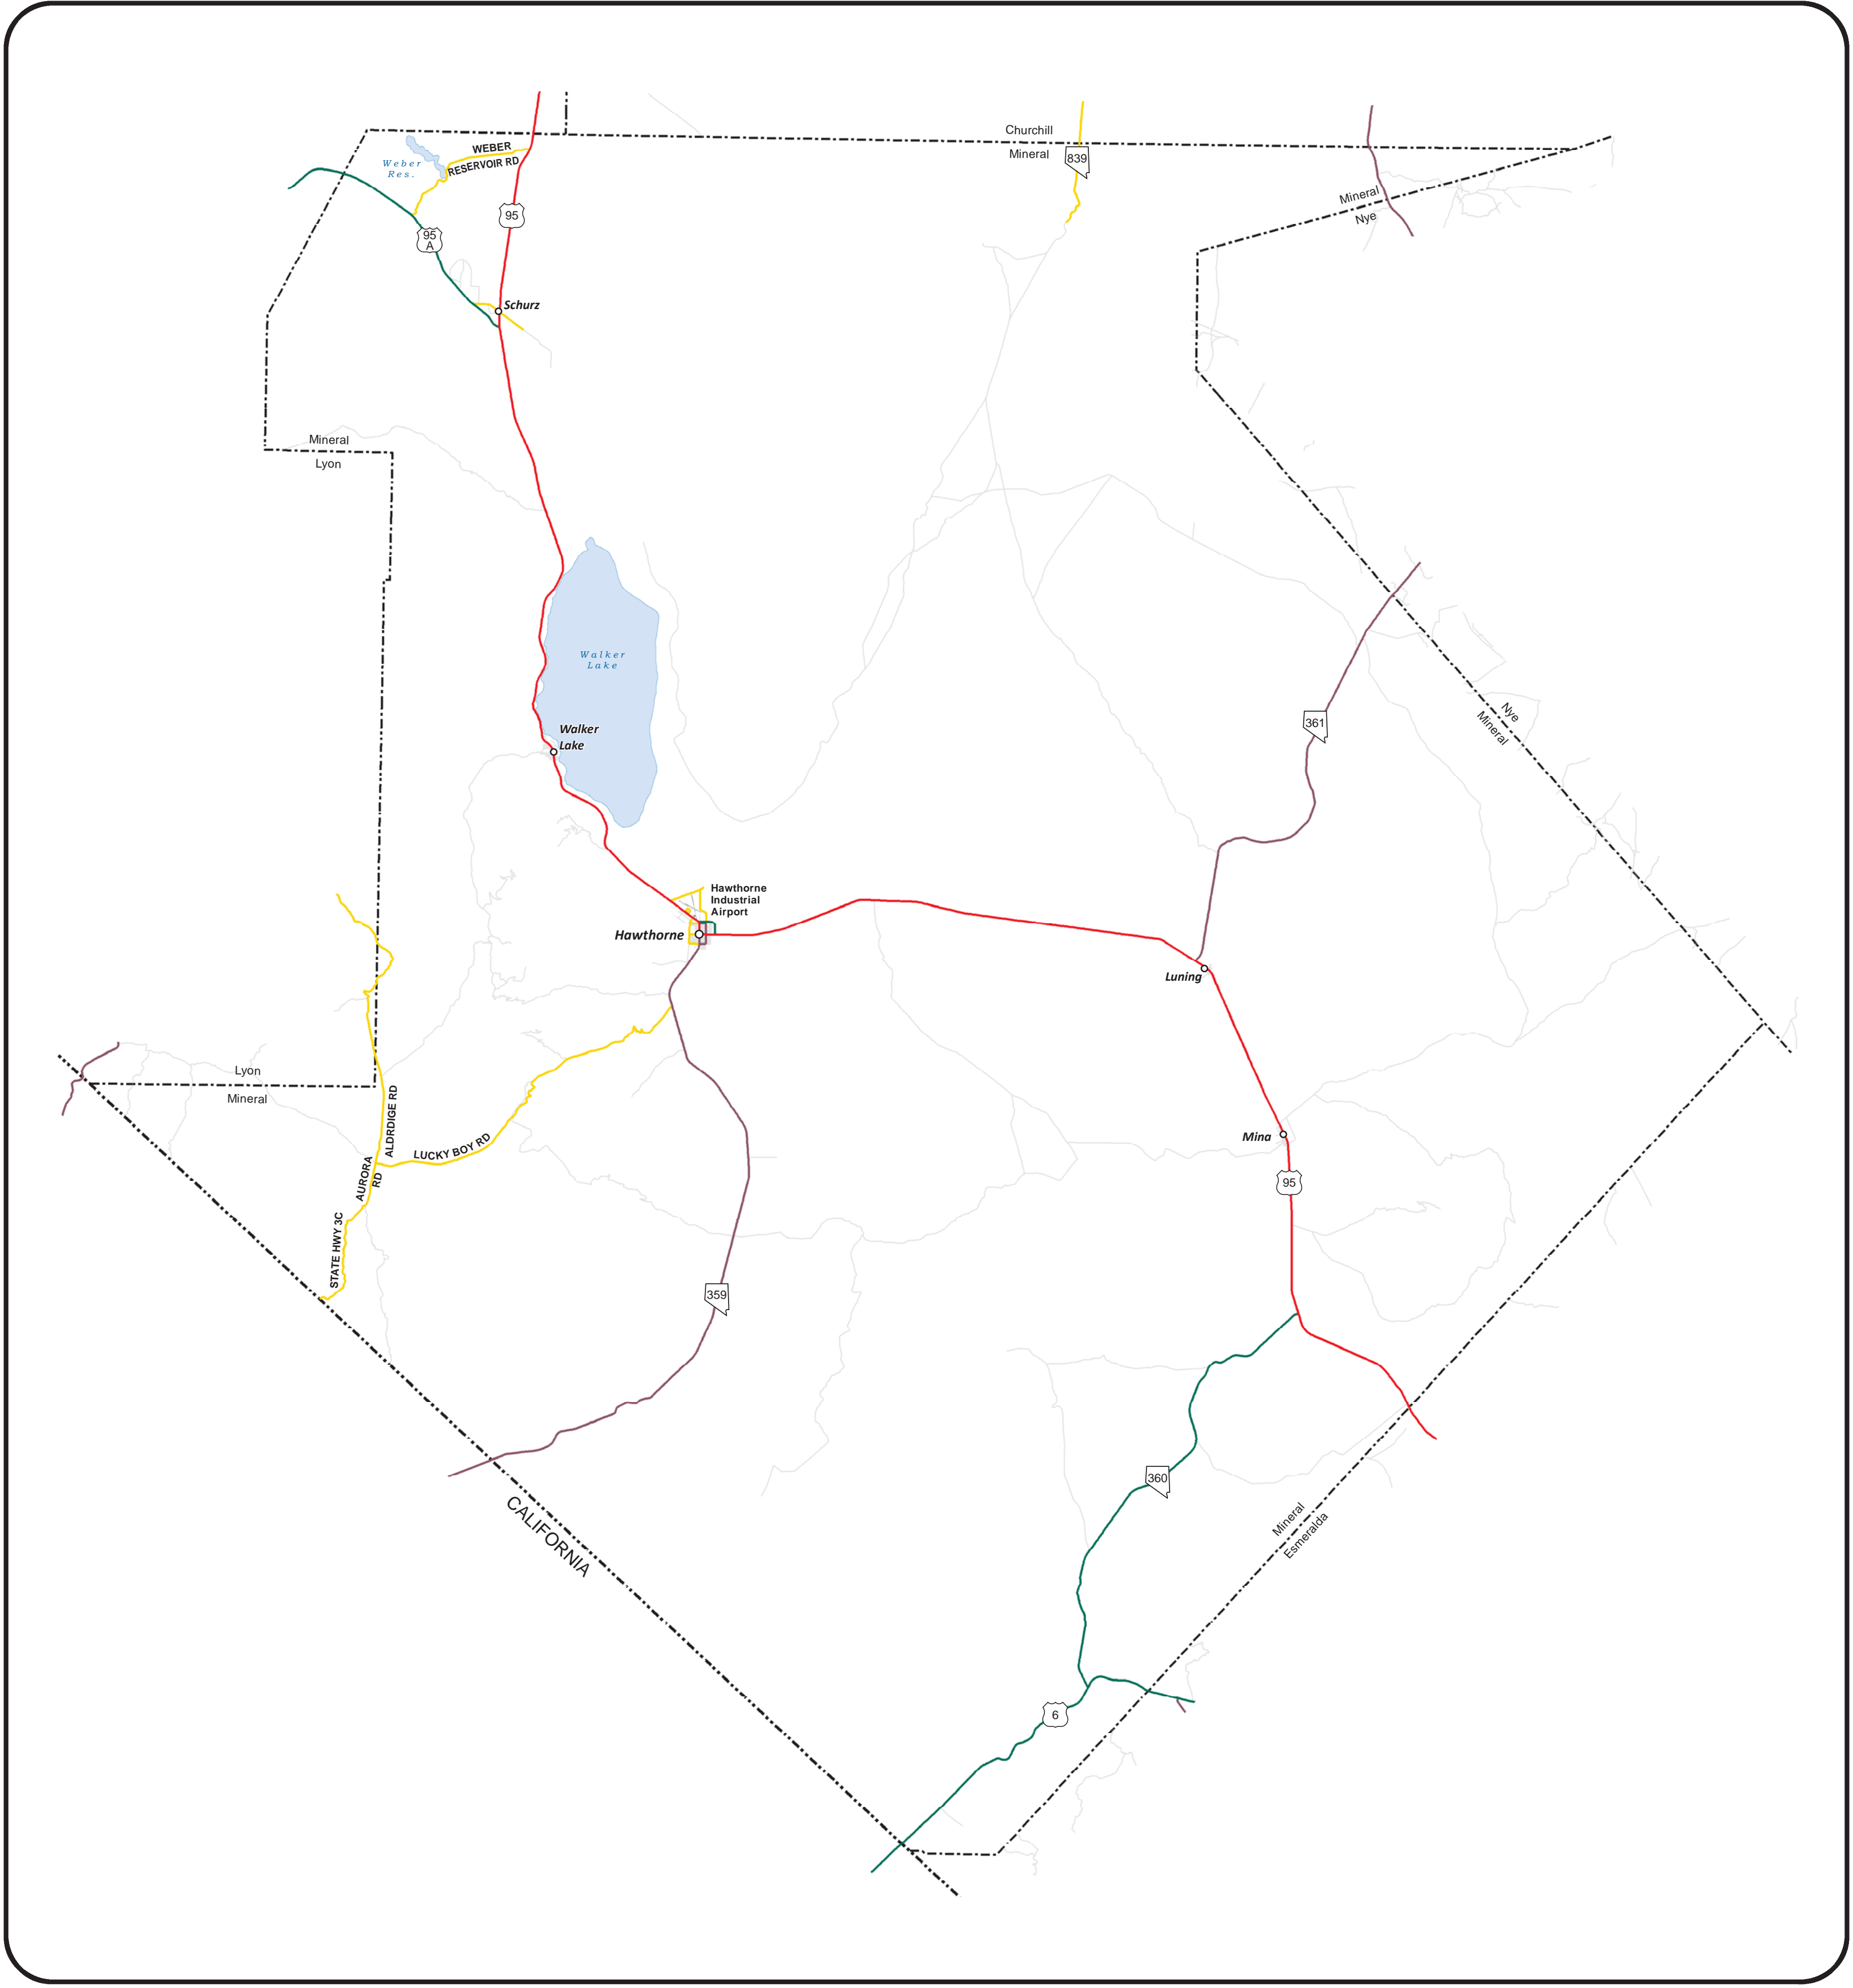 Churchill
Mineral
839
WEBER
RESERVOIR RD
Weber
Res.
95
95
A
Mineral
Nye
Schurz
Mineral
Lyon
Walker
Lake
Walker
Lake
361
Nye
Mineral
Hawthorne
Industrial
Airport
Hawthorne
Luning
Lyon
Mineral
ALDRDIGE RD
LUCKY BOY RD
AURORA
RD
STATE HWY 3C
Mina
95
359
360
CALIFORNIA
Mineral
Esmeralda
6